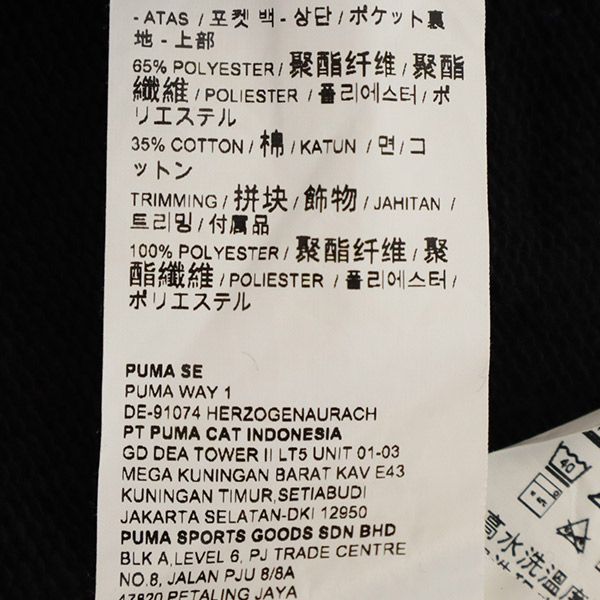 - ATAS / 포켓 백 - 상단 / ポケット裏
地 - 上部
65% POLYESTER / 聚酯纤维 / 聚酯
纖維 / POLIESTER / 폴리에스터 / ポ
リエステル
35% COTTON / 棉 / KATUN / 면 / コ
ットン
TRIMMING / 拼块 / 飾物 / JAHITAN /
트리밍 / 付属品
100% POLYESTER / 聚酯纤维 / 聚
酯纖維 / POLIESTER / 폴리에스터 /
ポリエステル
PUMA SE
PUMA WAY 1
DE-91074 HERZOGENAURACH
PT PUMA CAT INDONESIA
GD DEA TOWER II LT5 UNIT 01-03
MEGA KUNINGAN BARAT KAV E43
KUNINGAN TIMUR,SETIABUDI
JAKARTA SELATAN-DKI 12950
PUMA SPORTS GOODS SDN BHD
BLK A,LEVEL 6, PJ TRADE CENTRE
NO.8, JALAN PJU 8/8A
47820 PETALING JAYA
40
高水洗温度